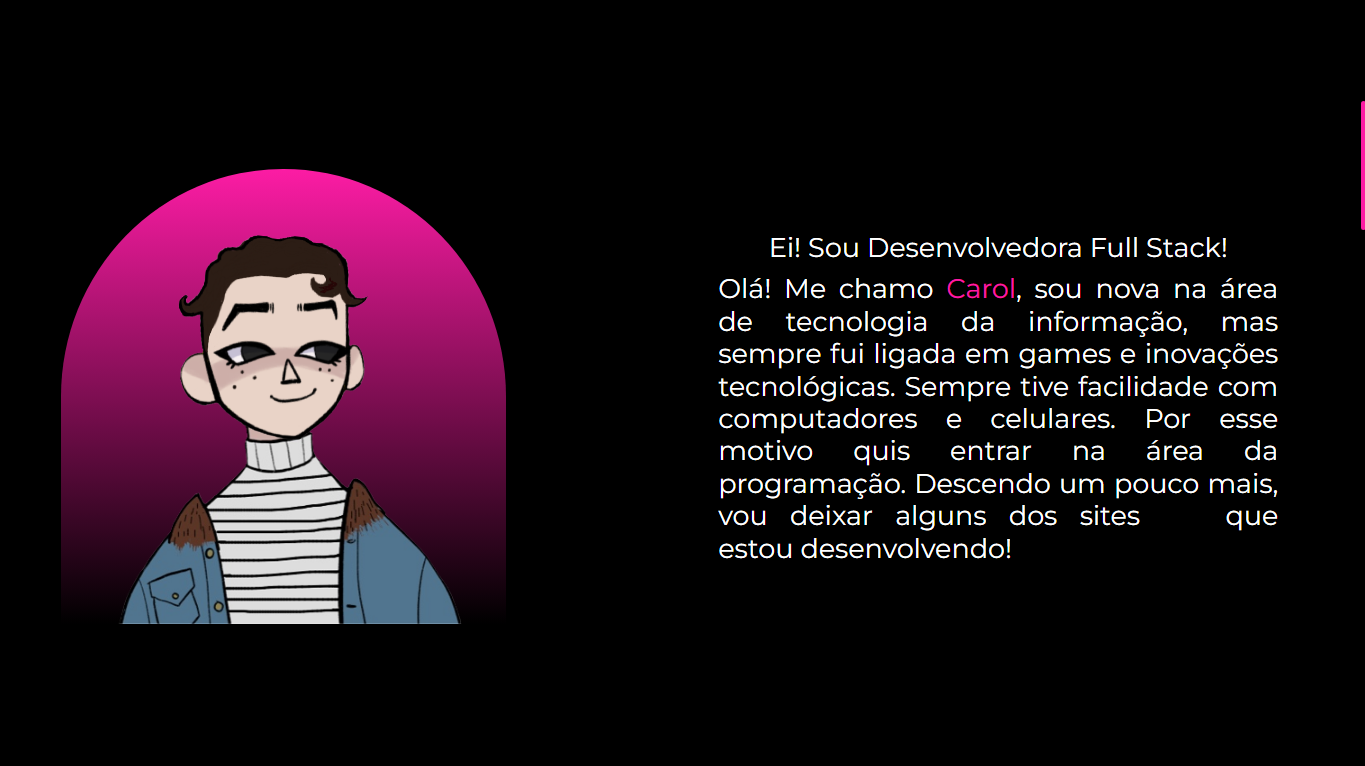 Ei! Sou Desenvolvedora Full Stack!
Olá! Me chamo Carol, sou nova na área
de tecnologia da informação, mas
sempre fui ligada em games e inovações
tecnológicas. Sempre tive facilidade com
computadores e celulares. Por esse
motivo quis entrar na área da
programação. Descendo um pouco mais,
vou deixar alguns dos sites que
estou desenvolvendo!